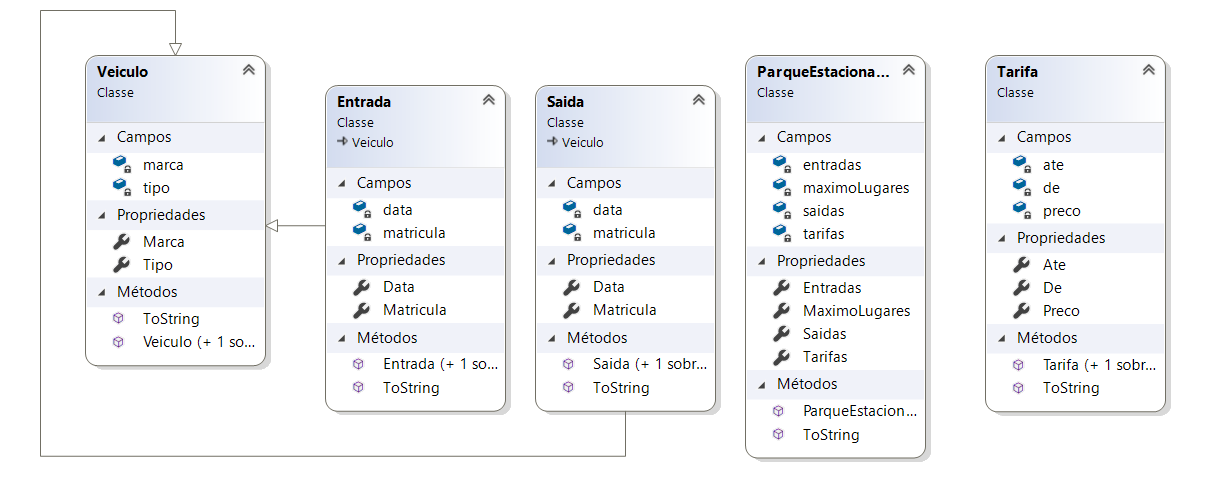 Veiculo
Classe
Campos
marca
tipo
Propriedades
Marca
Tipo
Métodos
ToString
Veiculo (+ 1 so...
Entrada
Classe
Veiculo
Campos
data
matricula
Propriedades
Data
Matricula
Métodos
Entrada (+ 1 so...
ToString
Saida
Classe
Veiculo
Campos
data
matricula
Propriedades
Data
Matricula
Métodos
Saida (+ 1 sobr...
ToString
ParqueEstaciona...
Classe
Campos
entradas
maximoLugares
saidas
tarifas
Propriedades
Entradas
MaximoLugares
Saidas
Tarifas
Métodos
ParqueEstacion...
ToString
Tarifa
Classe
Campos
ate
de
preco
Propriedades
Ate
De
Preco
Métodos
Tarifa (+ 1 sobr...
ToString